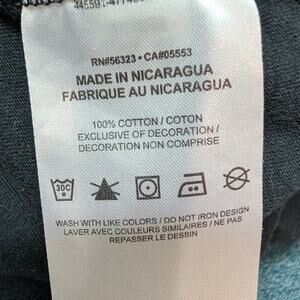 RN#56323 • CA#05553
MADE IN NICARAGUA
FABRIQUE AU NICARAGUA
100% COTTON / COTON
EXCLUSIVE OF DECORATION /
DECORATION NON COMPRISE
30C
WASH WITH LIKE COLORS / DO NOT IRON DESIGN
LAVER AVEC COULEURS SIMILAIRES / NE PAS
REPASSER LE DESSIN